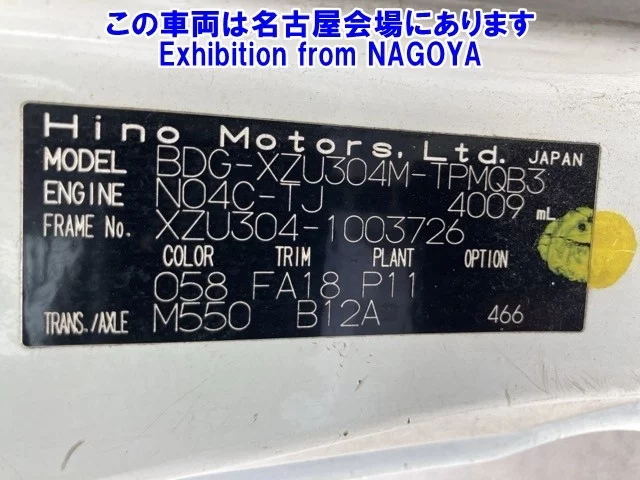 この車両は名古屋会場にあります
Exhibition from NAGOYA
Hino Motors, Ltd. JAPAN
MODEL BDG-XZU304M-TPMQB3
ENGINE N04C-TJ 4009 mL
FRAME No. XZU304-1003726
COLOR TRIM PLANT OPTION
058 FA18 P11
TRANS./AXLE M550 B12A 466